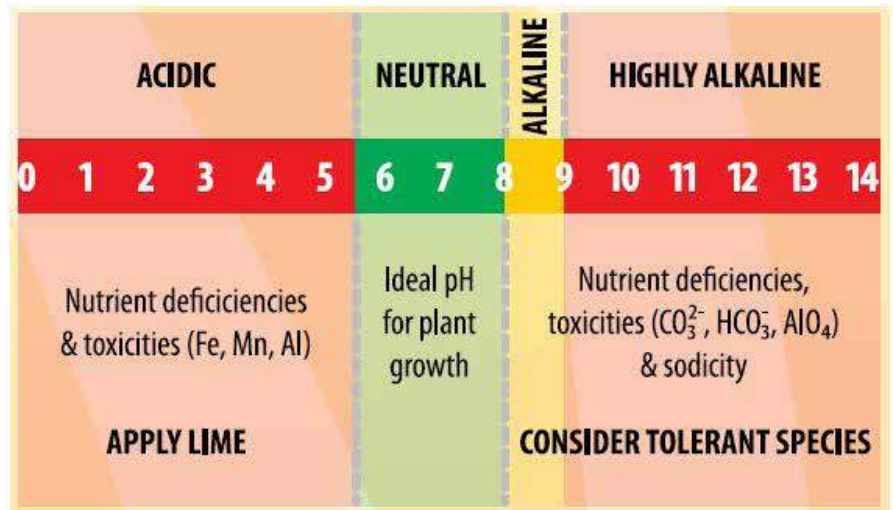 ACIDIC
NEUTRAL
ALKALINE
HIGHLY ALKALINE
0 1 2 3 4 5 6 7 8 9 10 11 12 13 14
Nutrient deficiciencies
& toxicities (Fe, Mn, Al)
Ideal pH
for plant
growth
Nutrient deficiencies,
toxicities (CO₃²⁻, HCO₃⁻, AlO₄)
& sodicity
APPLY LIME
CONSIDER TOLERANT SPECIES